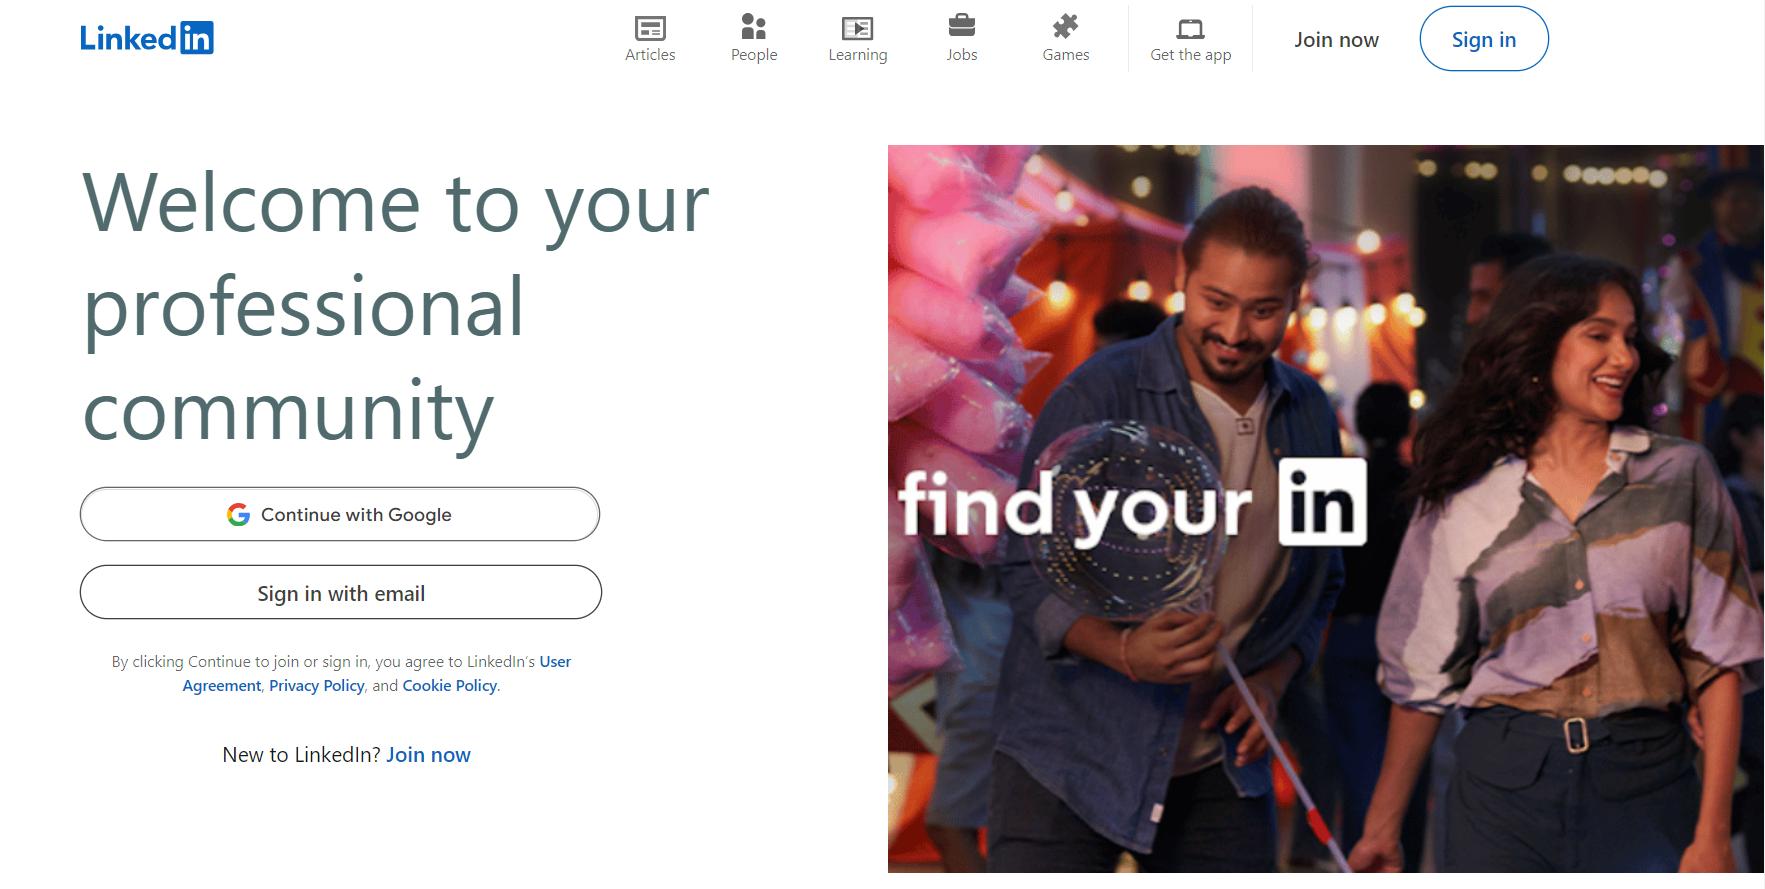 LinkedIn
Articles
People
Learning
Jobs
Games
Get the app
Join now
Sign in
Welcome to your
professional
community
Continue with Google
Sign in with email
By clicking Continue to join or sign in, you agree to LinkedIn’s User
Agreement, Privacy Policy, and Cookie Policy.
New to LinkedIn? Join now
find your in